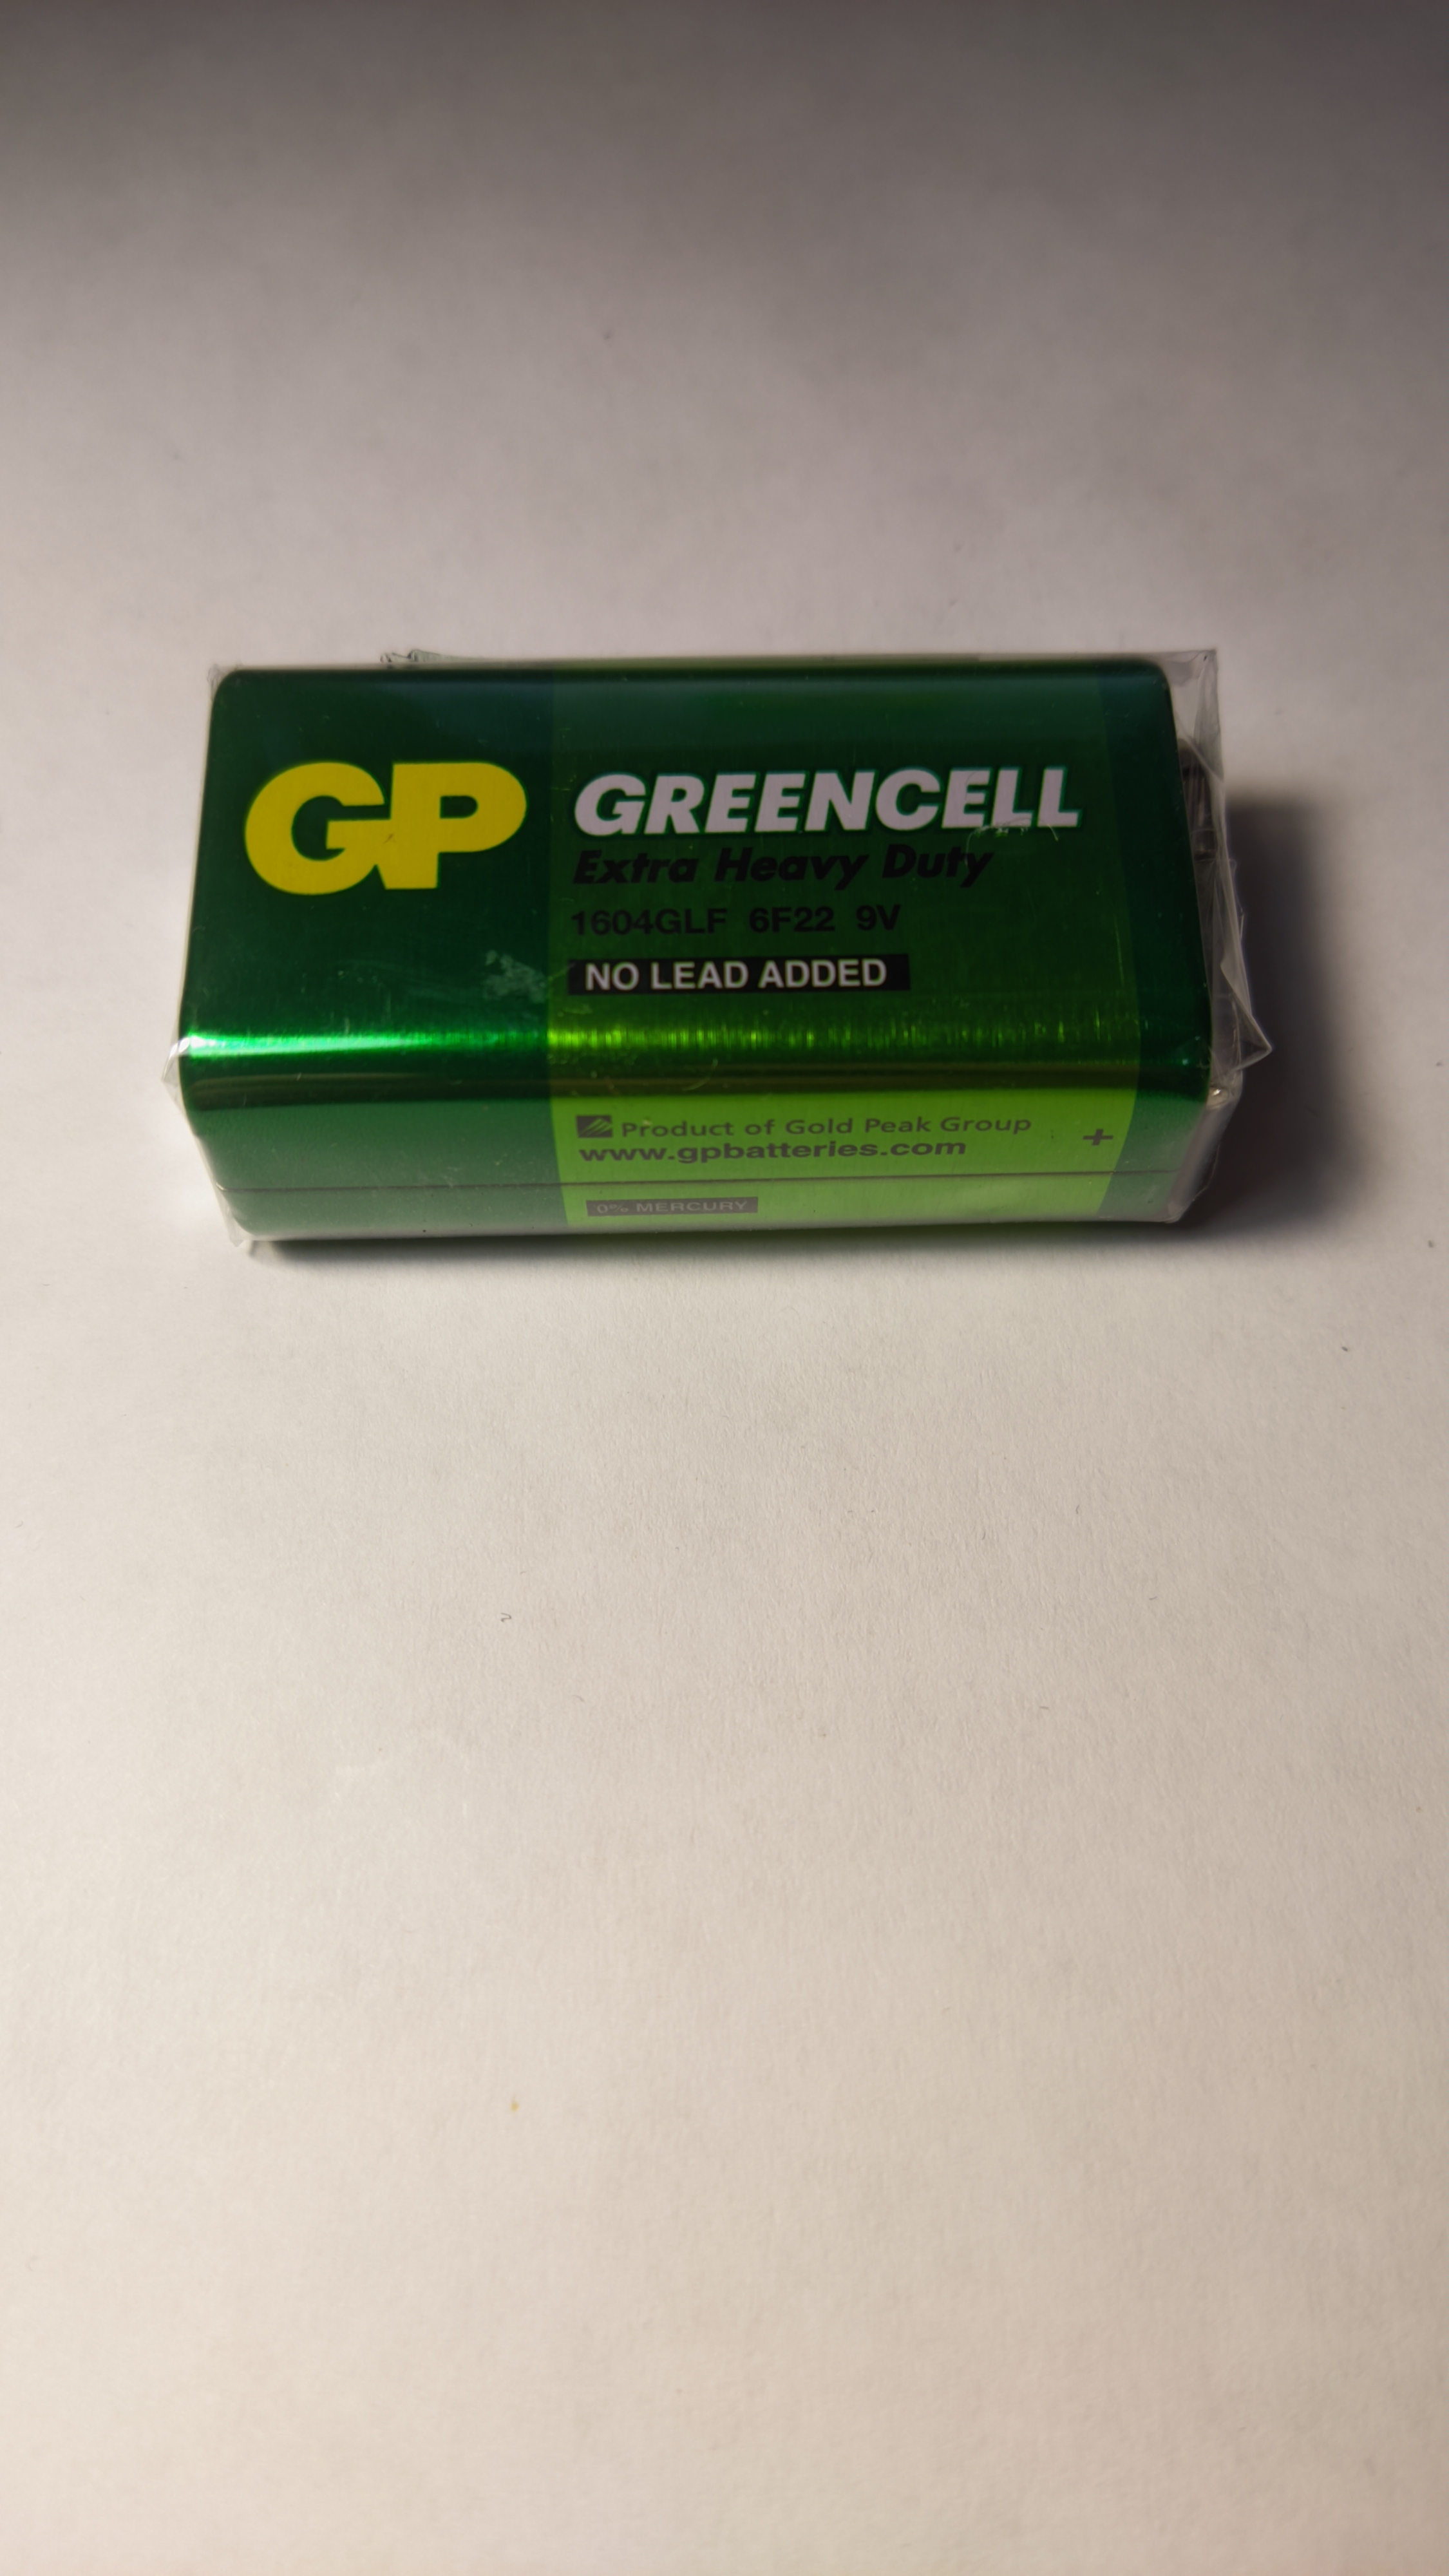 GP
GREENCELL
Extra Heavy Duty
1604GLF 6F22 9V
NO LEAD ADDED
Product of Gold Peak Group
www.gpbatteries.com
+
0% MERCURY